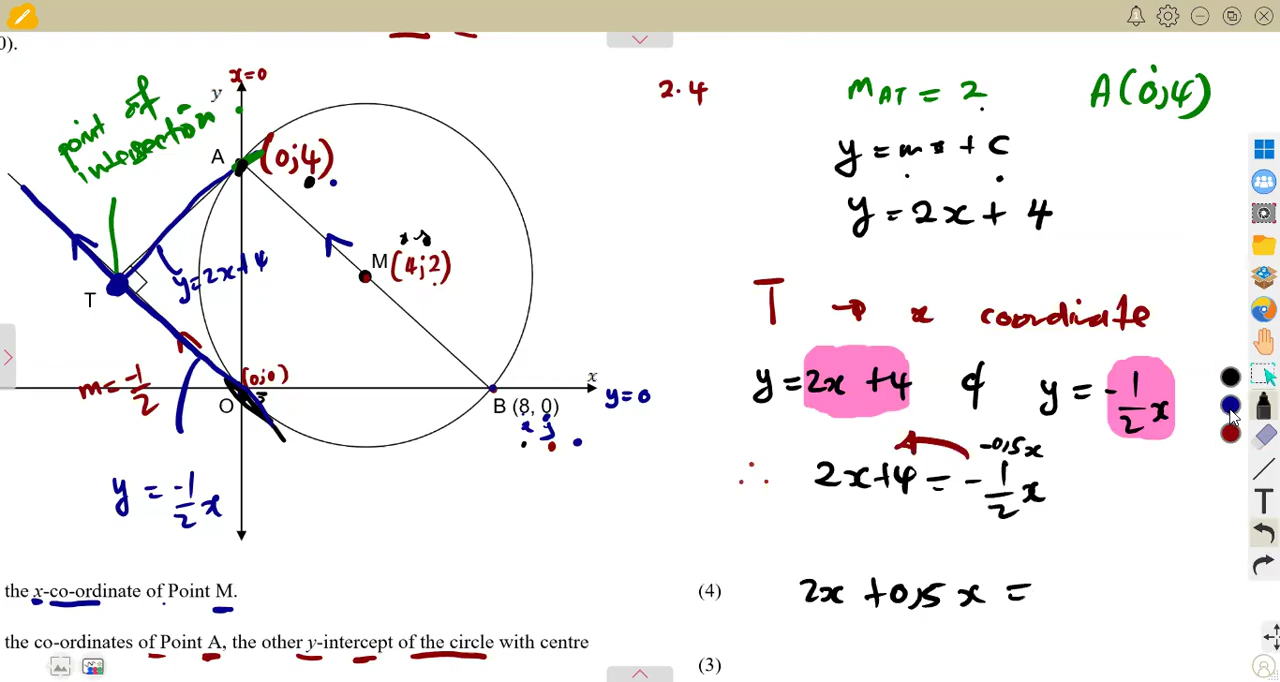 0).
x=0
y
point of
intersection
A
(0;4)
M (4;2)
y=2x+4
T
m=-1/2
(0;0)
O
x
B (8, 0)
x y
y=0
y = -1/2 x
the x-co-ordinate of Point M.
(4)
the co-ordinates of Point A, the other y-intercept of the circle with centre
(3)
2.4
m AT = 2
A(0;4)
y = mx + c
y = 2x + 4
T → x coordinate
y = 2x + 4 & y = -1/2 x
-0,5x
∴ 2x+4 = -1/2 x
2x + 0,5x =
T